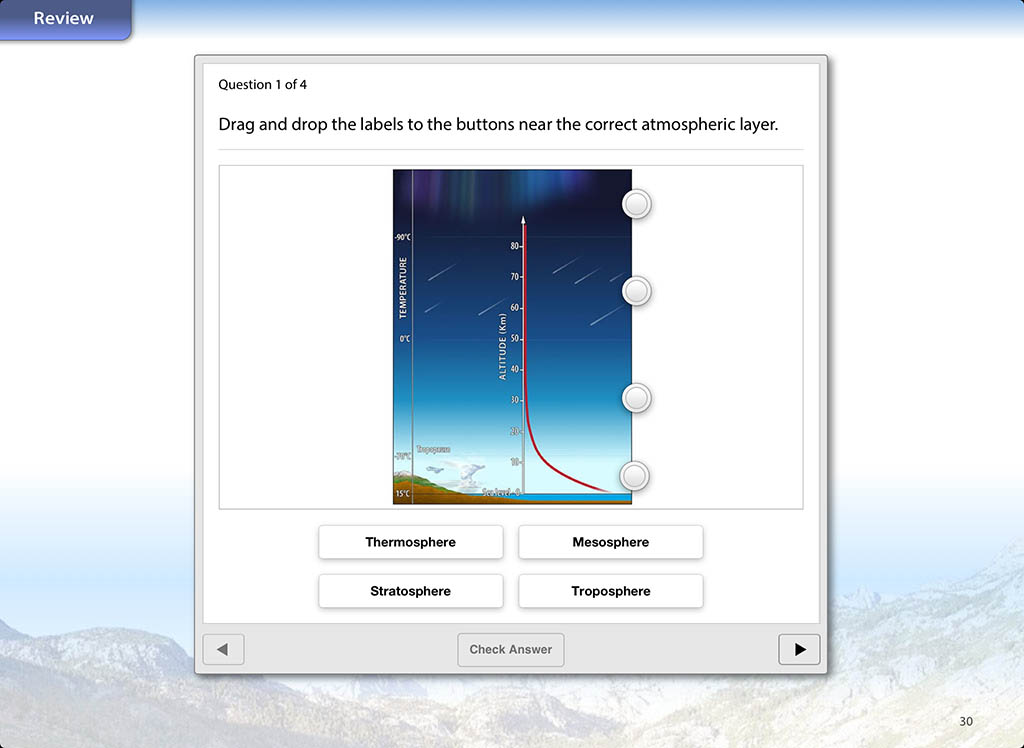 Review
Question 1 of 4
Drag and drop the labels to the buttons near the correct atmospheric layer.
-90°C
TEMPERATURE
0°C
-70°C
15°C
Tropopause
ALTITUDE (Km)
80
70
60
50
40
30
20
10
Sea level 0
Thermosphere
Mesosphere
Stratosphere
Troposphere
Check Answer
30